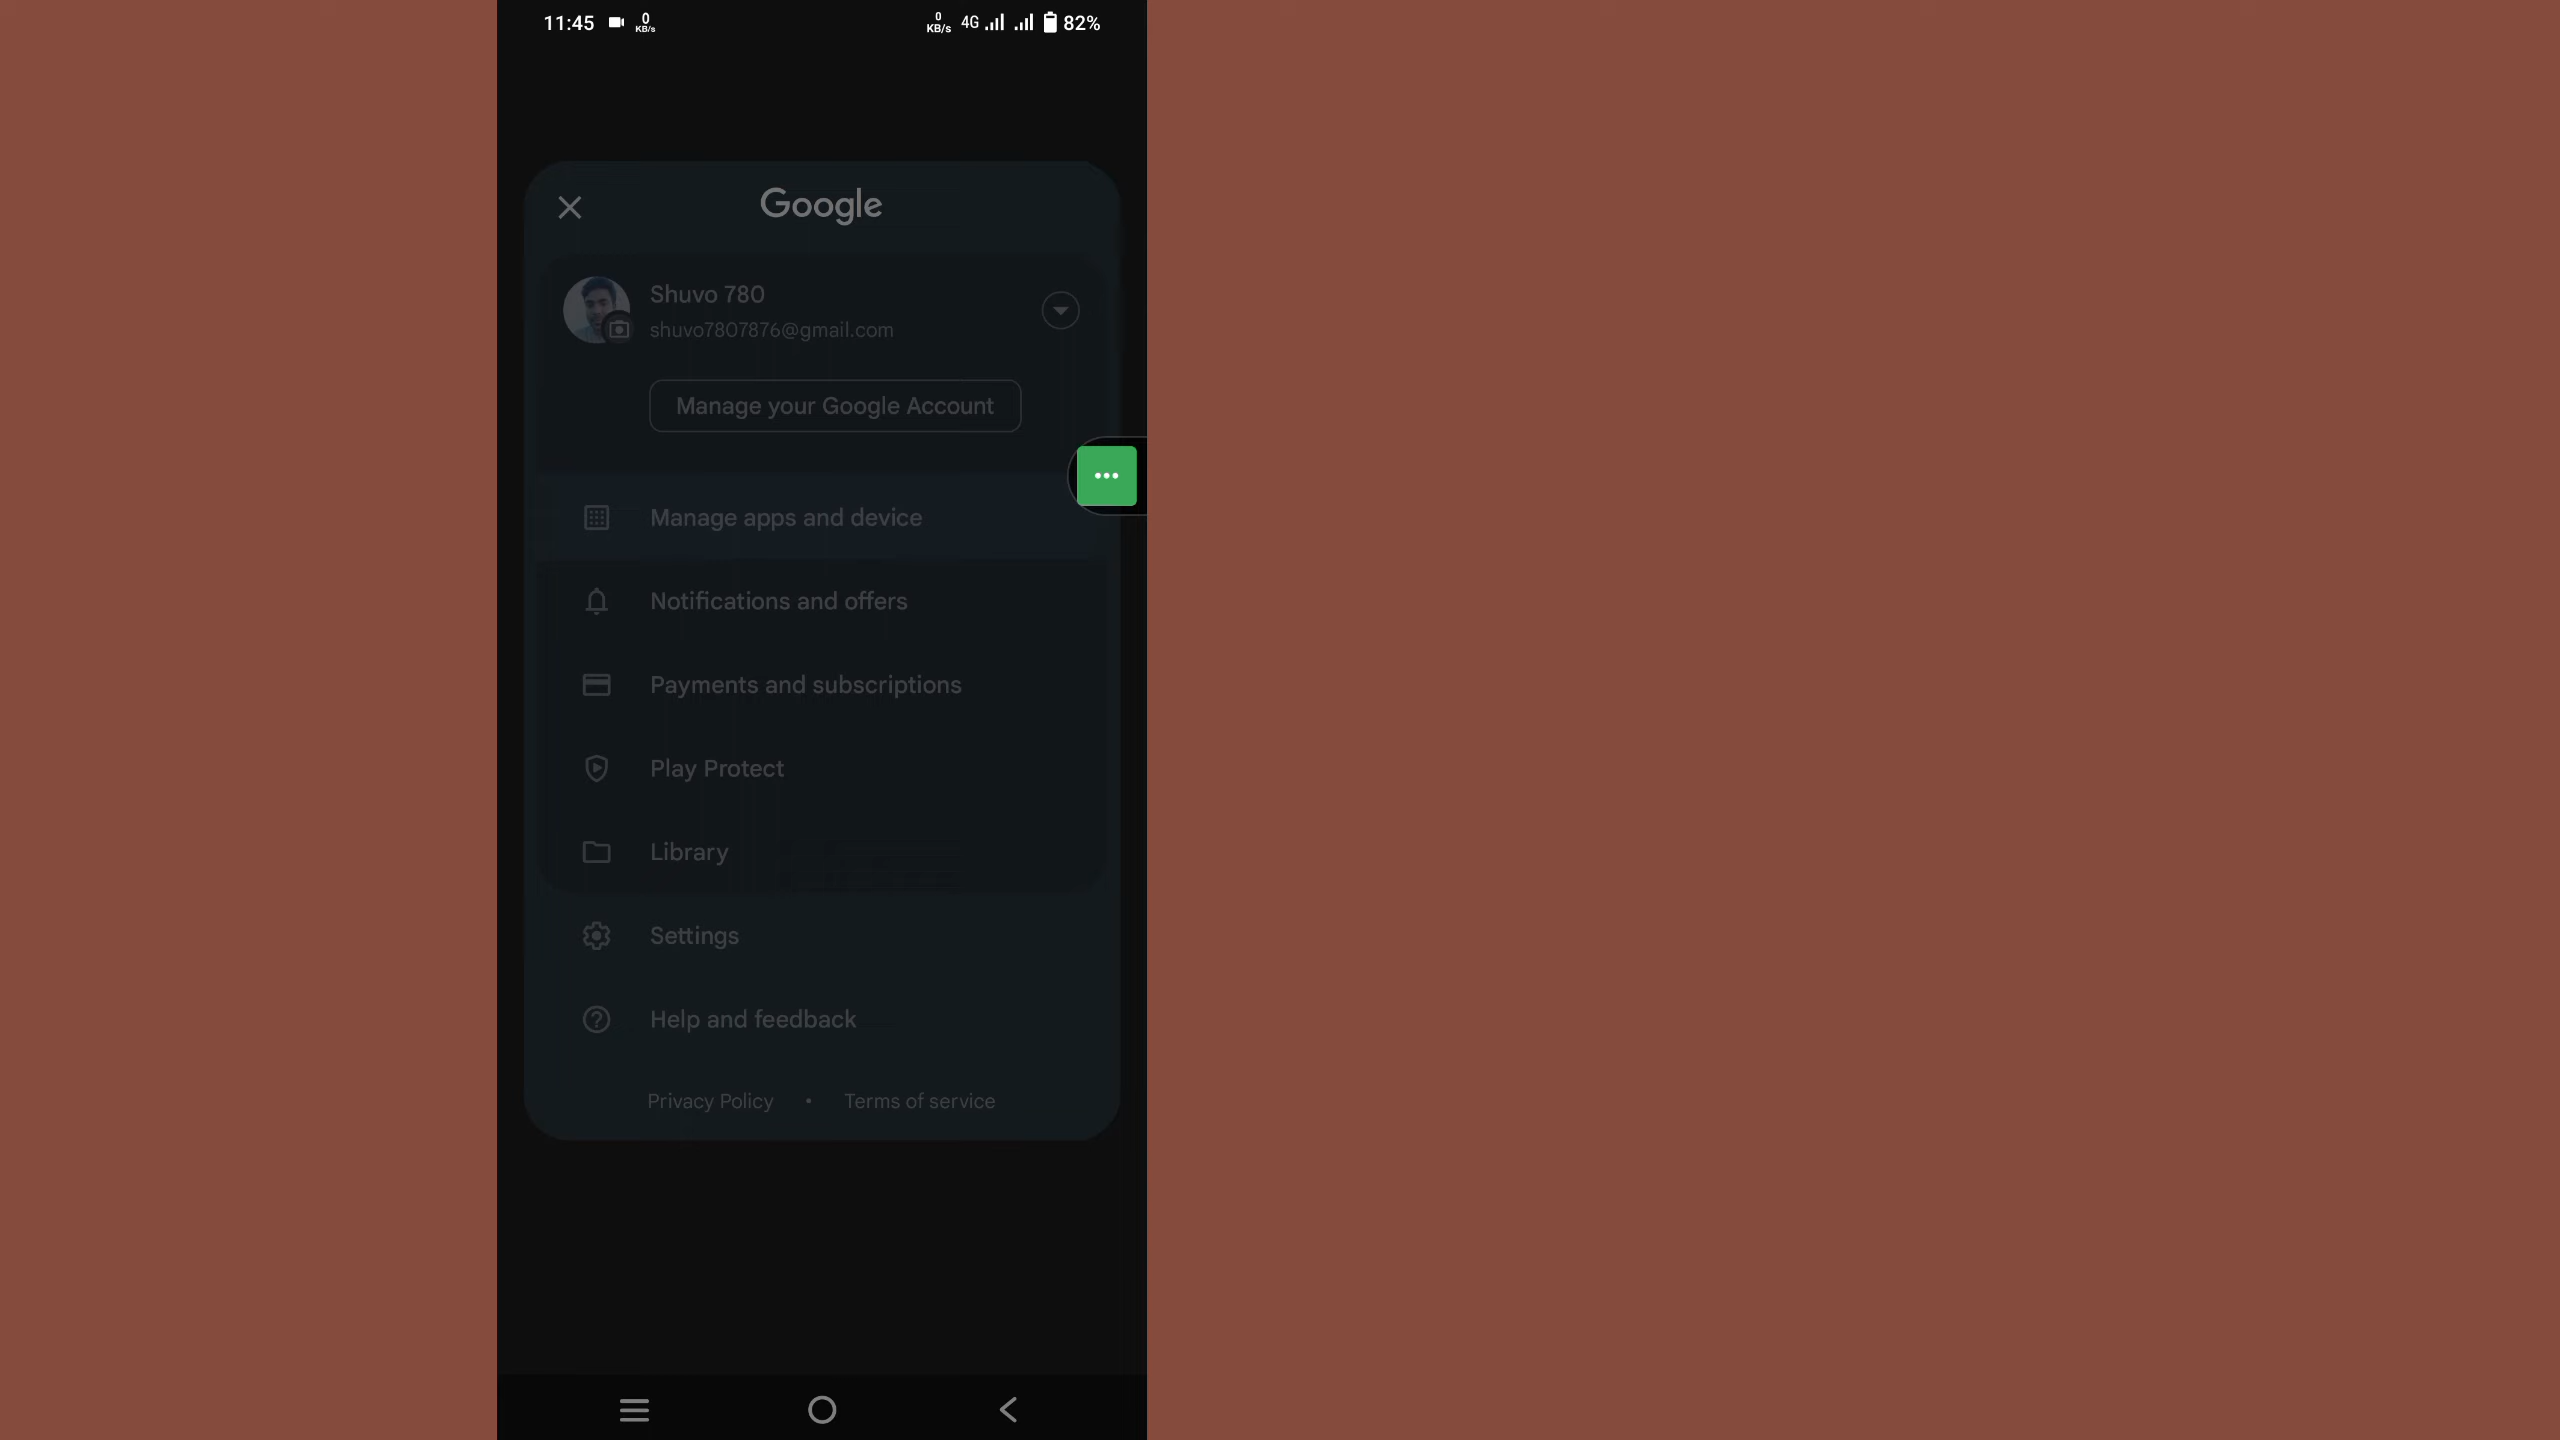 11:45 0 KB/s 0 KB/s 4G 82%
Google
Shuvo 780
shuvo7807876@gmail.com
Manage your Google Account
Manage apps and device
Notifications and offers
Payments and subscriptions
Play Protect
Library
Settings
Help and feedback
Privacy Policy • Terms of service